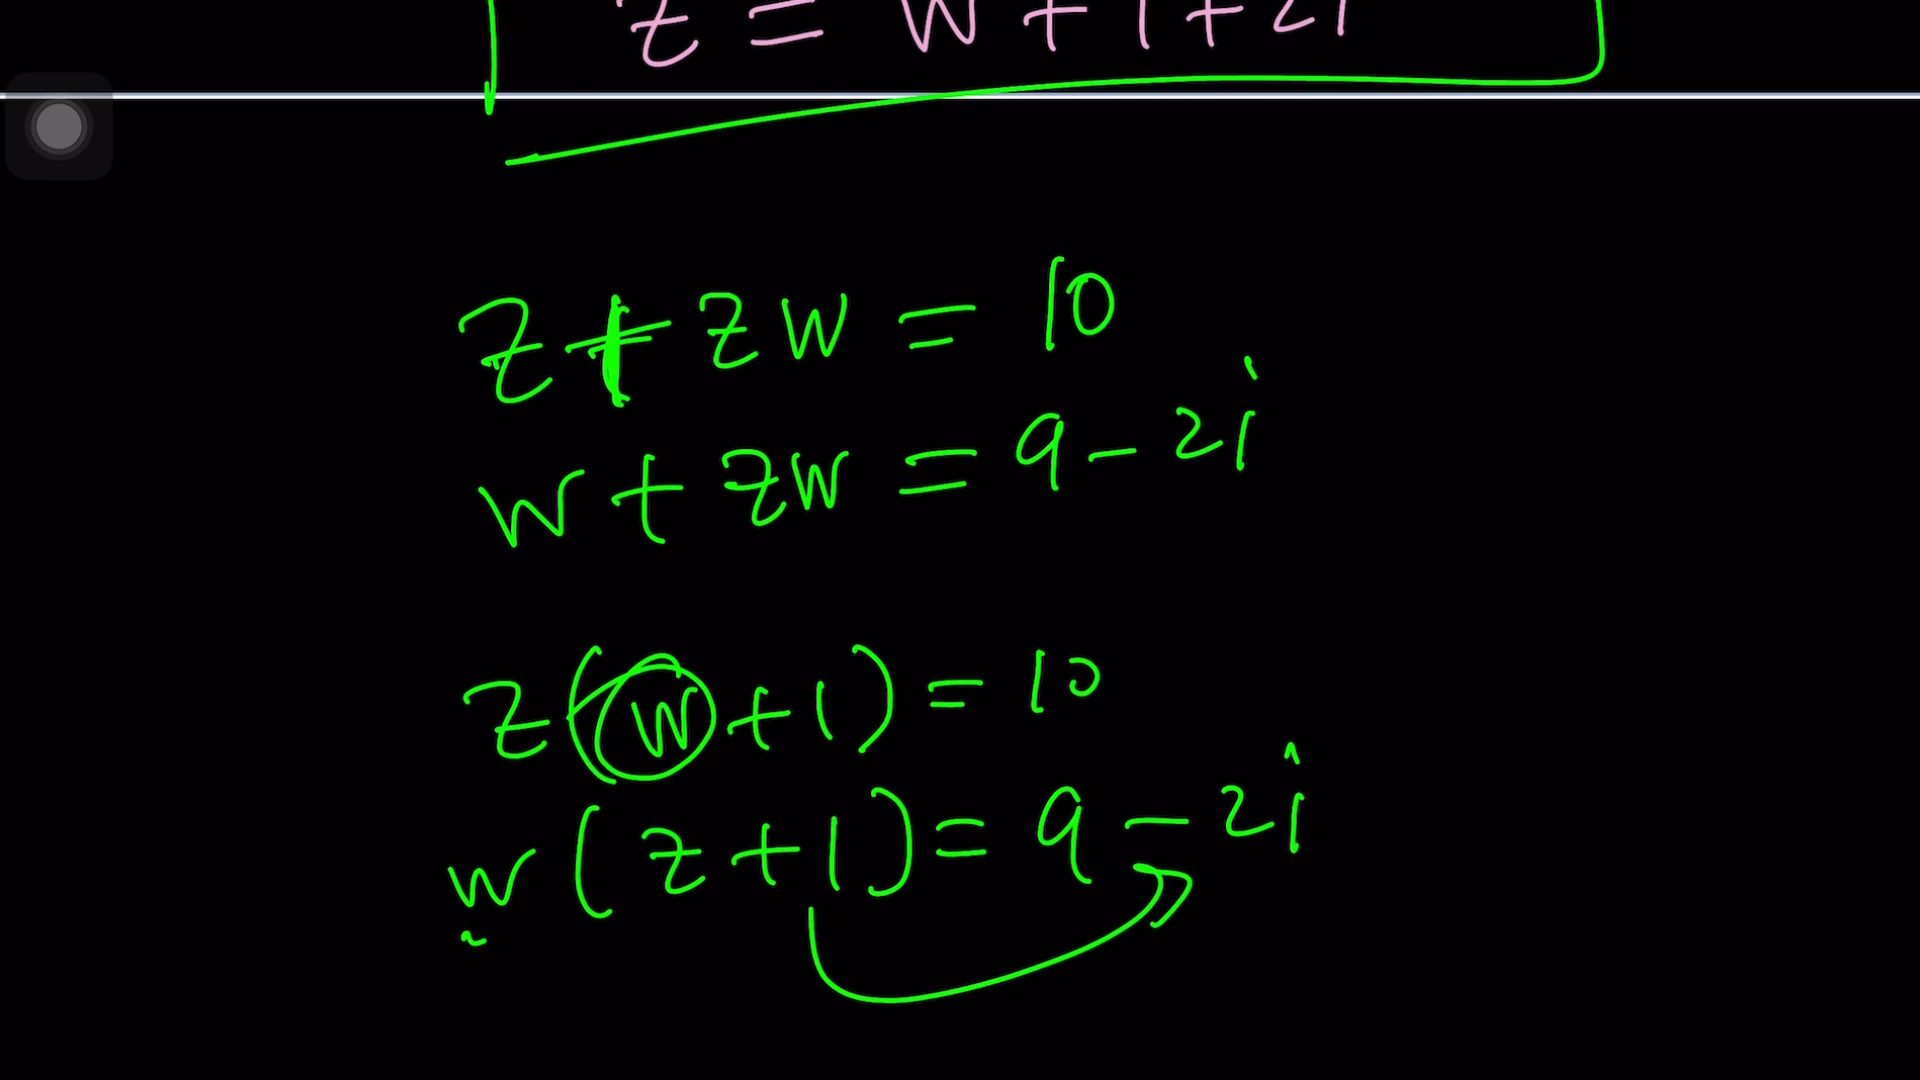 z = w + 1 + 2i
z + zw = 10
w + zw = 9 - 2i
z(w + 1) = 10
w(z + 1) = 9 - 2i